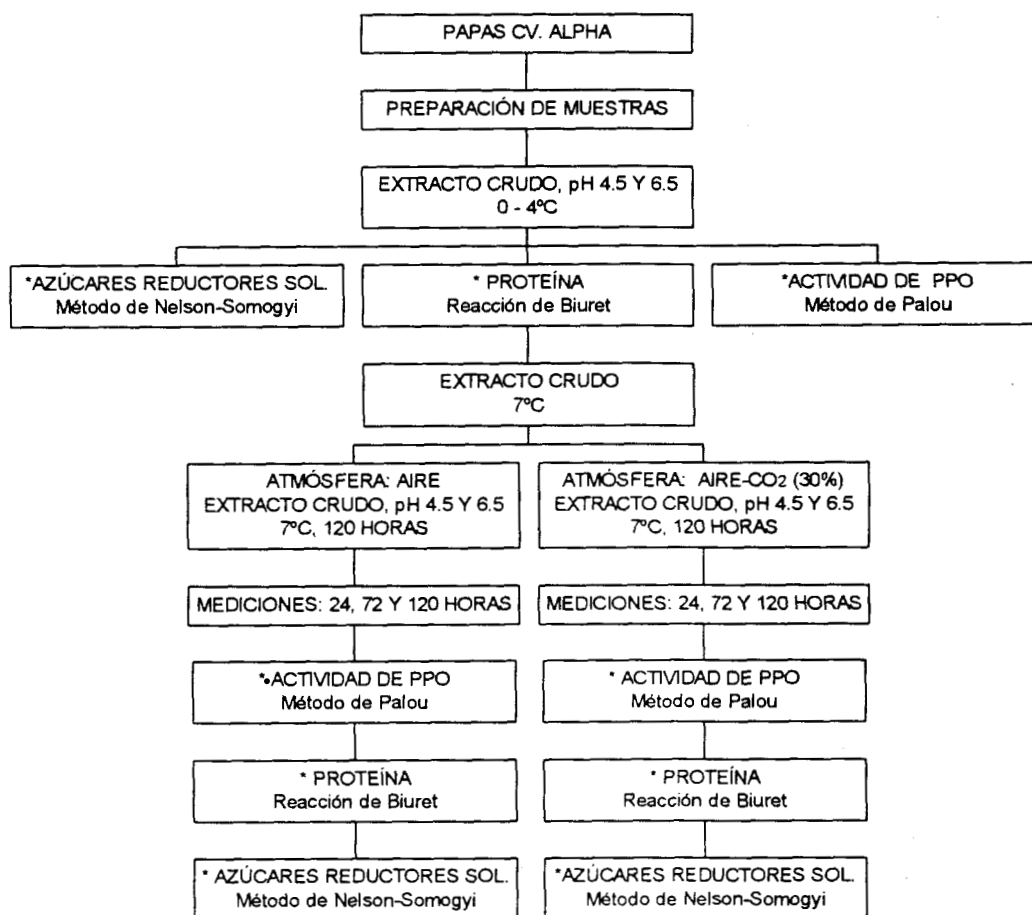 PAPAS CV. ALPHA
PREPARACIÓN DE MUESTRAS
EXTRACTO CRUDO, pH 4.5 Y 6.5
0 - 4ºC
*AZÚCARES REDUCTORES SOL.
Método de Nelson-Somogyi
* PROTEÍNA
Reacción de Biuret
*ACTIVIDAD DE PPO
Método de Palou
EXTRACTO CRUDO
7ºC
ATMÓSFERA: AIRE
EXTRACTO CRUDO, pH 4.5 Y 6.5
7ºC, 120 HORAS
ATMÓSFERA: AIRE-CO2 (30%)
EXTRACTO CRUDO, pH 4.5 Y 6.5
7ºC, 120 HORAS
MEDICIONES: 24, 72 Y 120 HORAS
MEDICIONES: 24, 72 Y 120 HORAS
*•ACTIVIDAD DE PPO
Método de Palou
* ACTIVIDAD DE PPO
Método de Palou
* PROTEÍNA
Reacción de Biuret
* PROTEÍNA
Reacción de Biuret
* AZÚCARES REDUCTORES SOL.
Método de Nelson-Somogyi
*AZÚCARES REDUCTORES SOL.
Método de Nelson-Somogyi